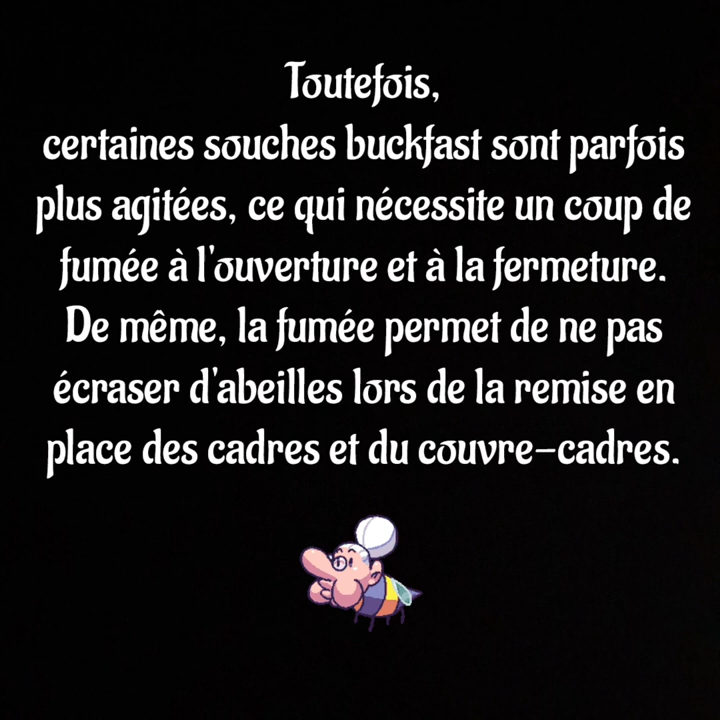 Toutefois,
certaines souches buckfast sont parfois
plus agitées, ce qui nécessite un coup de
fumée à l'ouverture et à la fermeture.
De même, la fumée permet de ne pas
écraser d'abeilles lors de la remise en
place des cadres et du couvre-cadres.